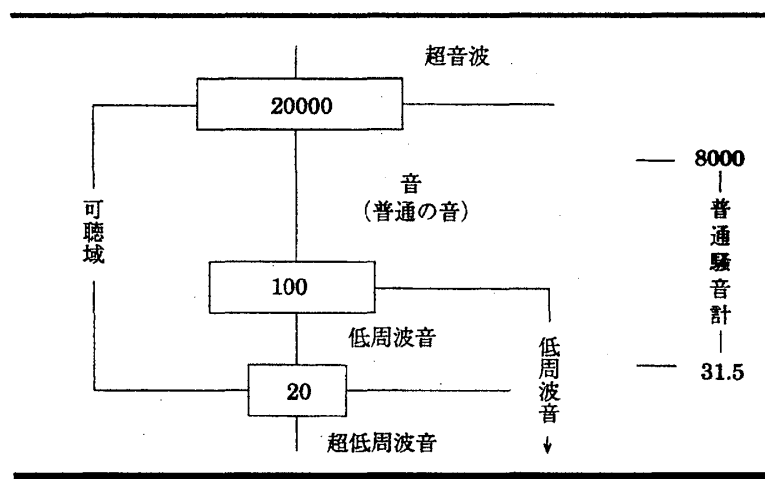 超音波
20000
8000
音
(普通の音)
可聴域
普通騒音計
100
低周波音
低周波音
31.5
20
超低周波音